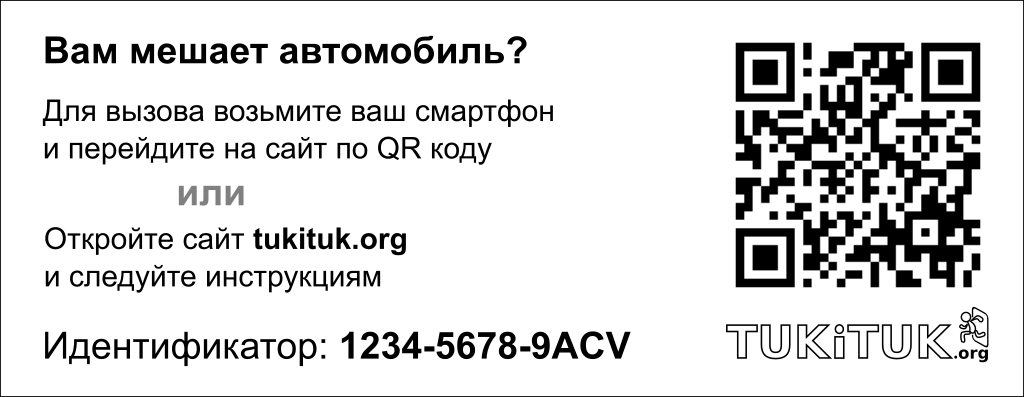 Вам мешает автомобиль?
Для вызова возьмите ваш смартфон
и перейдите на сайт по QR коду
или
Откройте сайт tukituk.org
и следуйте инструкциям
Идентификатор: 1234-5678-9ACV
TUKiTUK.org